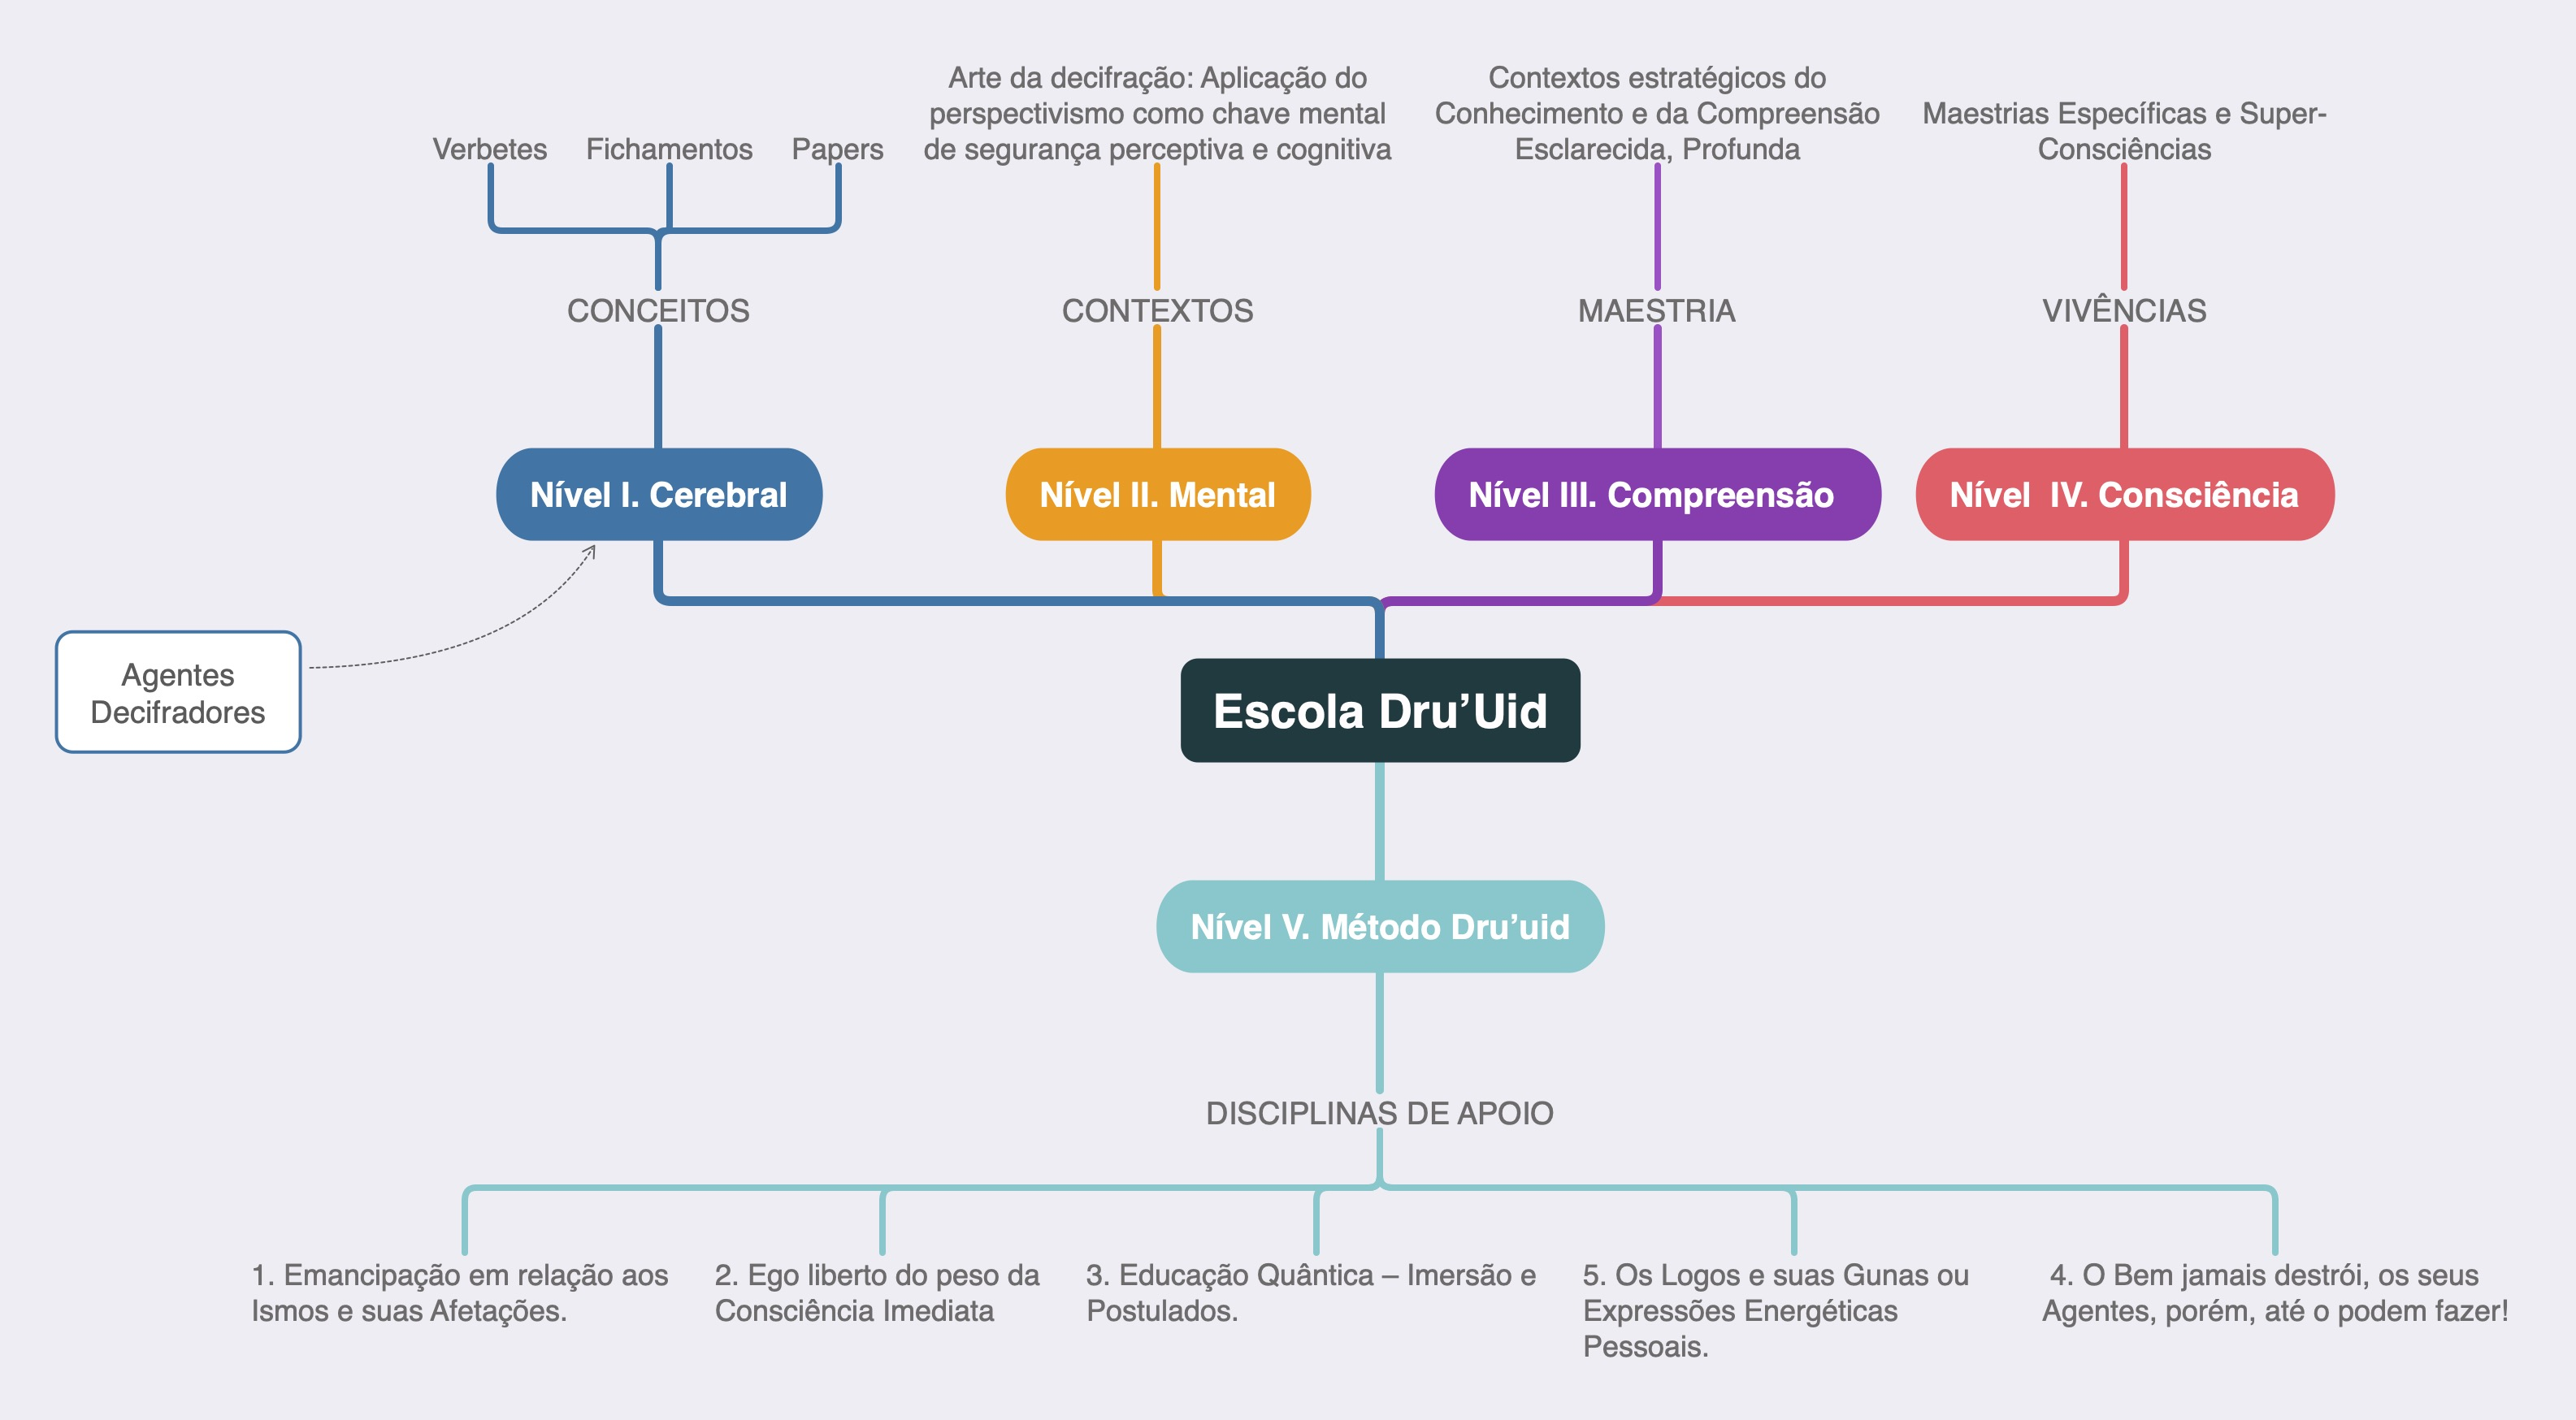 Arte da decifração: Aplicação do
perspectivismo como chave mental
de segurança perceptiva e cognitiva
Contextos estratégicos do
Conhecimento e da Compreensão
Esclarecida, Profunda
Maestrias Específicas e Super-
Consciências
Verbetes
Fichamentos
Papers
CONCEITOS
CONTEXTOS
MAESTRIA
VIVÊNCIAS
Nível I. Cerebral
Nível II. Mental
Nível III. Compreensão
Nível  IV. Consciência
Agentes
Decifradores
Escola Dru’Uid
Nível V. Método Dru’uid
DISCIPLINAS DE APOIO
1. Emancipação em relação aos
Ismos e suas Afetações.
2. Ego liberto do peso da
Consciência Imediata
3. Educação Quântica – Imersão e
Postulados.
5. Os Logos e suas Gunas ou
Expressões Energéticas
Pessoais.
4. O Bem jamais destrói, os seus
Agentes, porém, até o podem fazer!